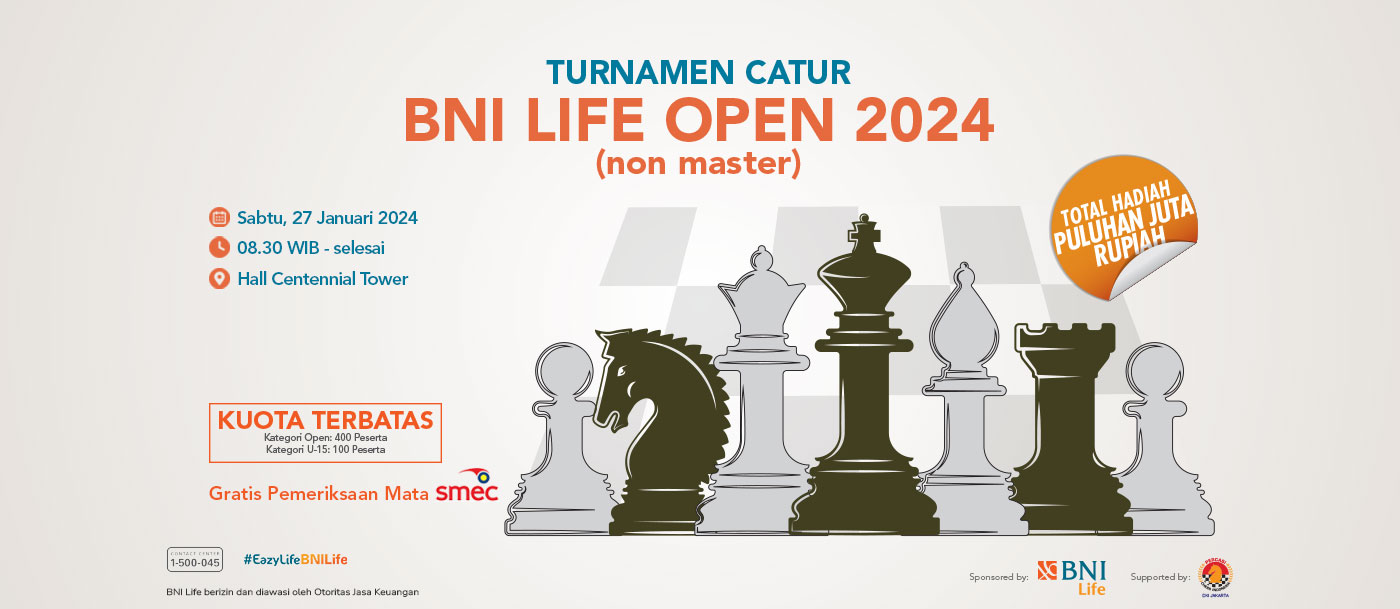 TURNAMEN CATUR
BNI LIFE OPEN 2024
(non master)
Sabtu, 27 Januari 2024
08.30 WIB - selesai
Hall Centennial Tower
TOTAL HADIAH
PULUHAN JUTA
RUPIAH
KUOTA TERBATAS
Kategori Open: 400 Peserta
Kategori U-15: 100 Peserta
Gratis Pemeriksaan Mata smec
CONTACT CENTER
1-500-045
#EazyLifeBNILife
BNI Life berizin dan diawasi oleh Otoritas Jasa Keuangan
Sponsored by: BNI
Life
Supported by:
PERCASI
DKI JAKARTA